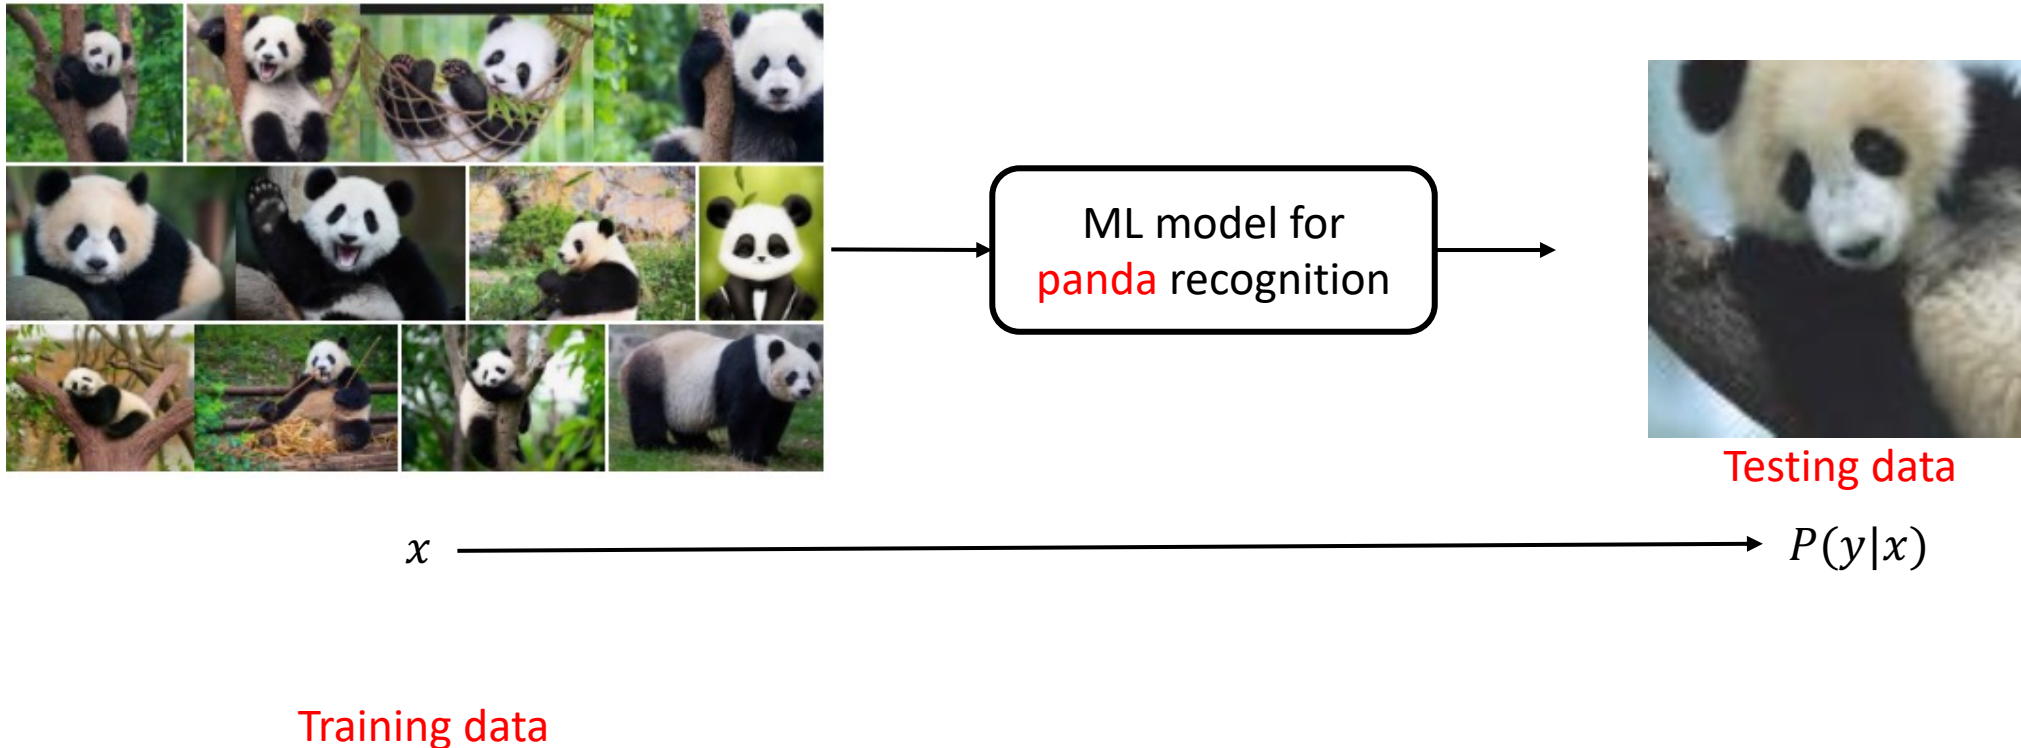 ML model for
panda recognition
Testing data
x
P(y|x)
Training data